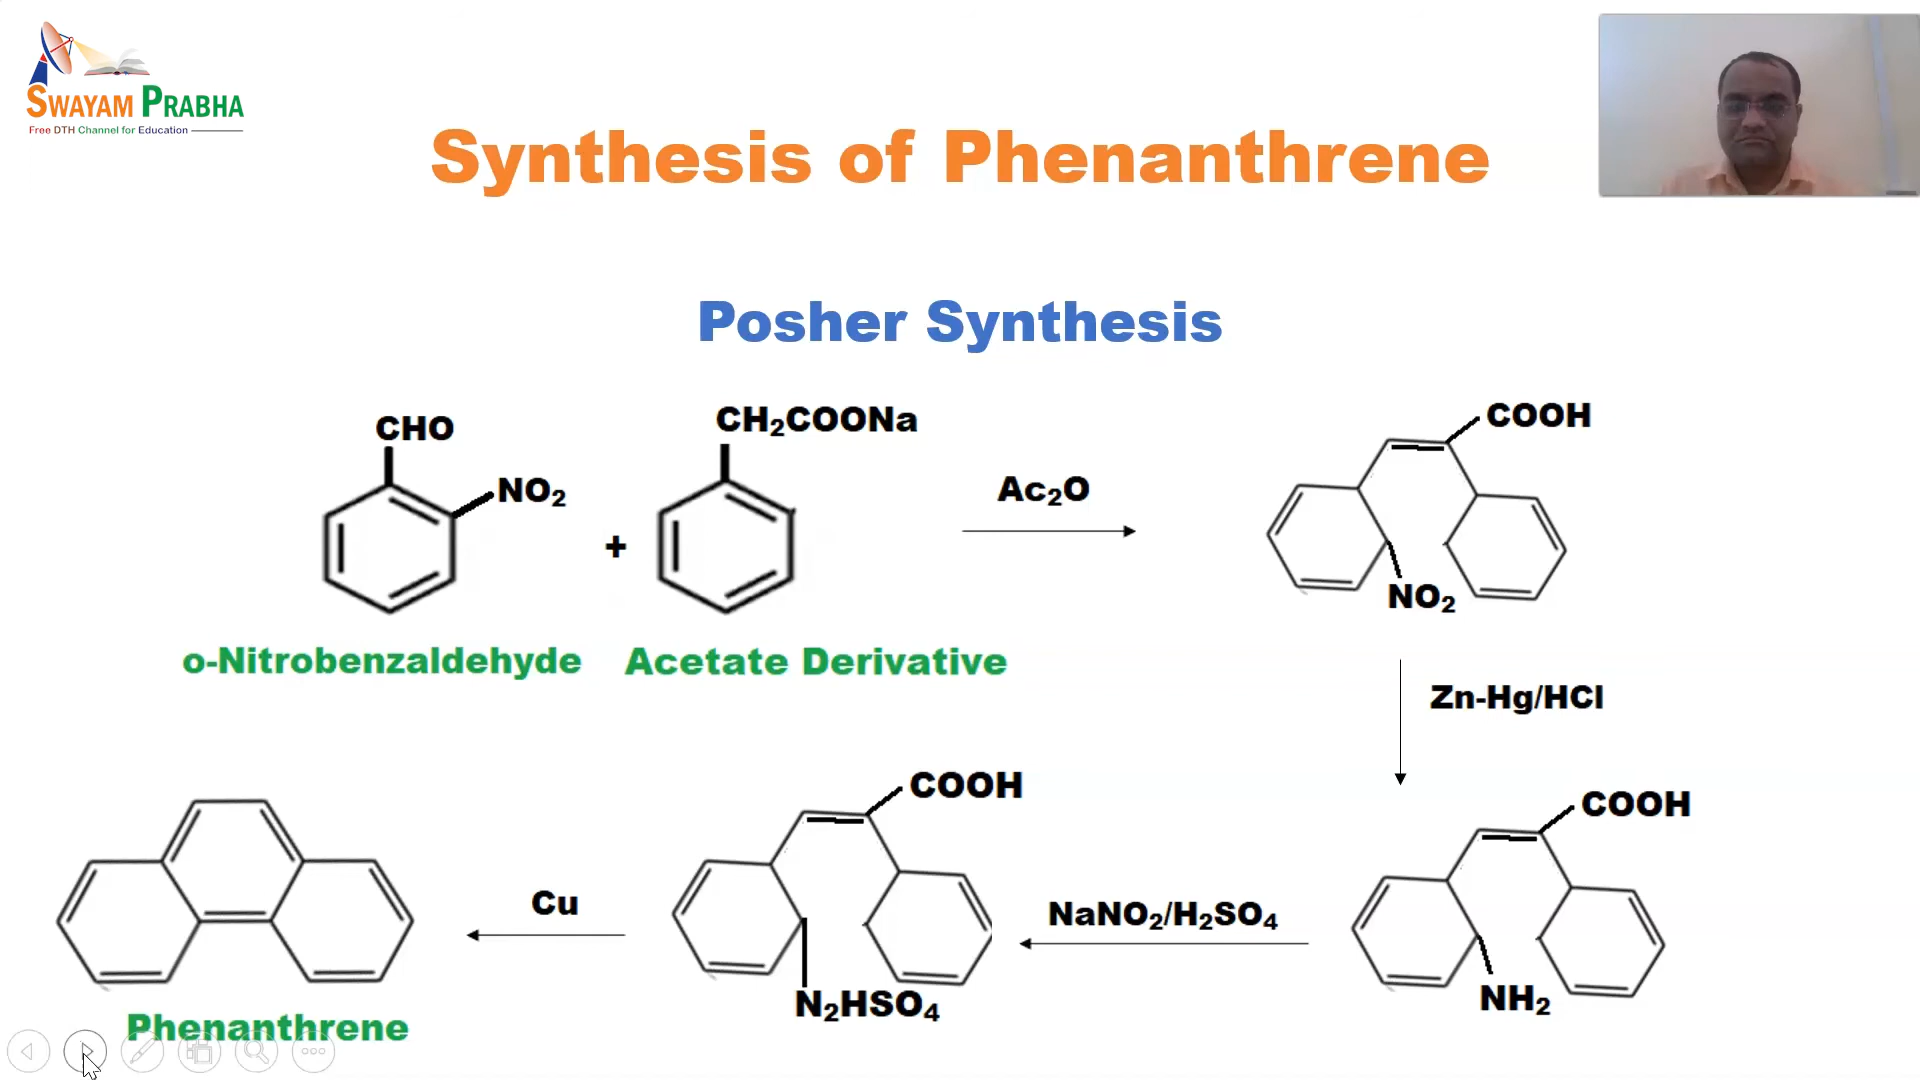 SWAYAM PRABHA
Free DTH Channel for Education
Synthesis of Phenanthrene
Posher Synthesis
CHO
NO₂
+
CH₂COONa
Ac₂O
COOH
NO₂
o-Nitrobenzaldehyde
Acetate Derivative
Zn-Hg/HCl
COOH
NH₂
NaNO₂/H₂SO₄
COOH
N₂HSO₄
Cu
Phenanthrene